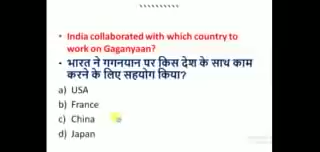 • India collaborated with which country to
work on Gaganyaan?
• भारत ने गगनयान पर किस देश के साथ काम
करने के लिए सहयोग किया?
a) USA
b) France
c) China
d) Japan